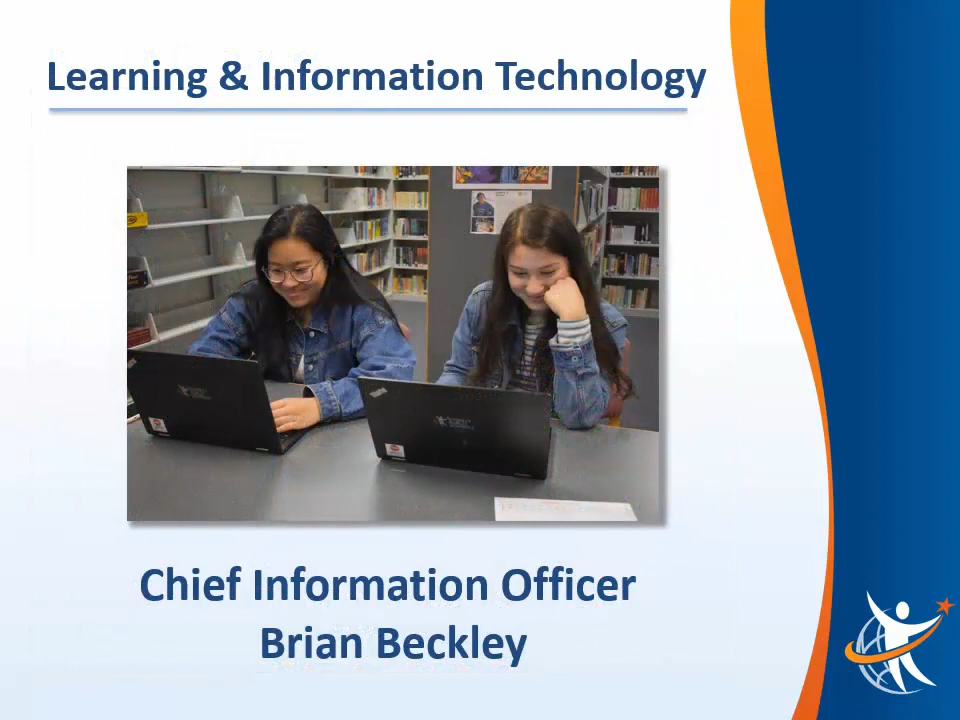 Learning & Information Technology
Chief Information Officer
Brian Beckley